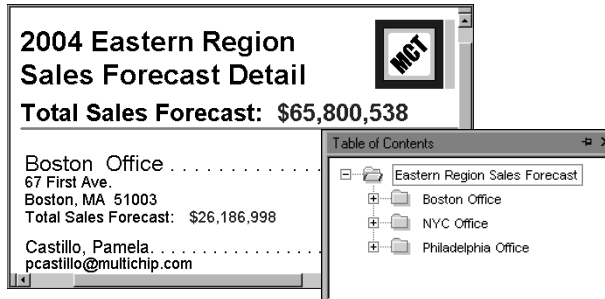 2004 Eastern Region
Sales Forecast Detail
MCT
Total Sales Forecast: $65,800,538
Boston Office . . . . . . . . . . . . . .
67 First Ave.
Boston, MA 51003
Total Sales Forecast: $26,186,998
Castillo, Pamela. . . . . . . . . . . . . . .
pcastillo@multichip.com
Table of Contents
Eastern Region Sales Forecast
Boston Office
NYC Office
Philadelphia Office